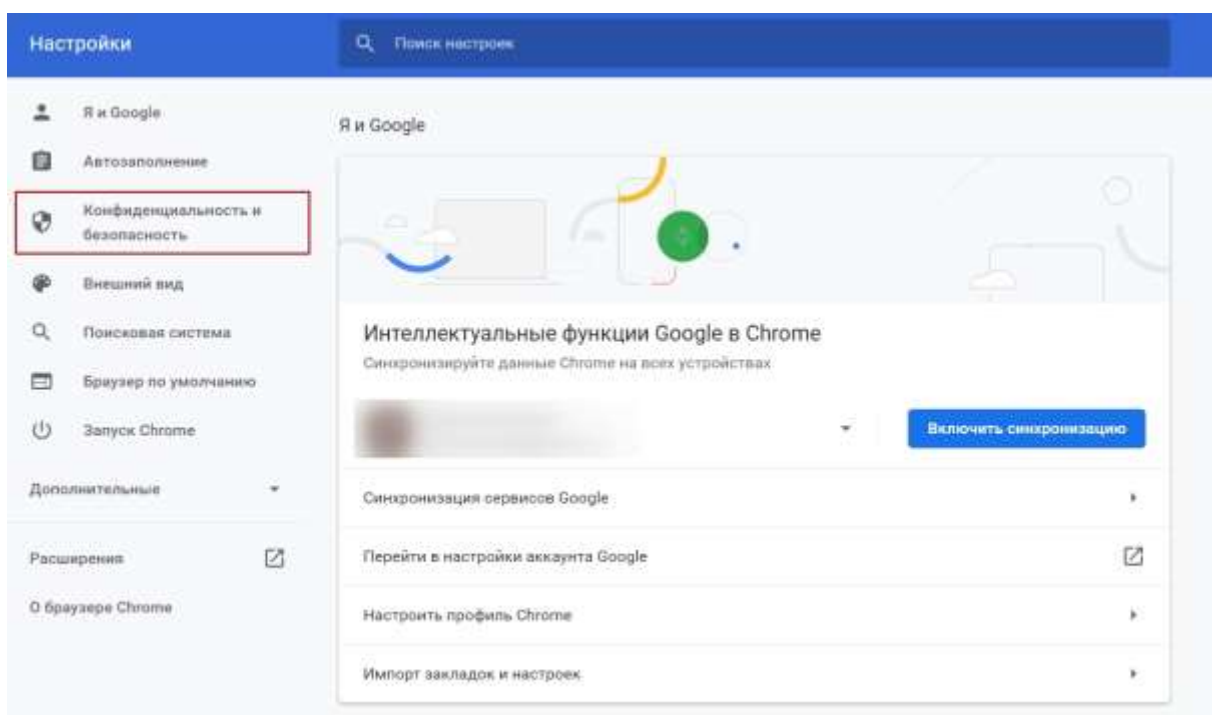 Настройки
Поиск настроек
Я и Google
Автозаполнение
Конфиденциальность и
безопасность
Внешний вид
Поисковая система
Браузер по умолчанию
Запуск Chrome
Дополнительные
Расширения
О браузере Chrome
Я и Google
Интеллектуальные функции Google в Chrome
Синхронизируйте данные Chrome на всех устройствах
Включить синхронизацию
Синхронизация сервисов Google
Перейти в настройки аккаунта Google
Настроить профиль Chrome
Импорт закладок и настроек